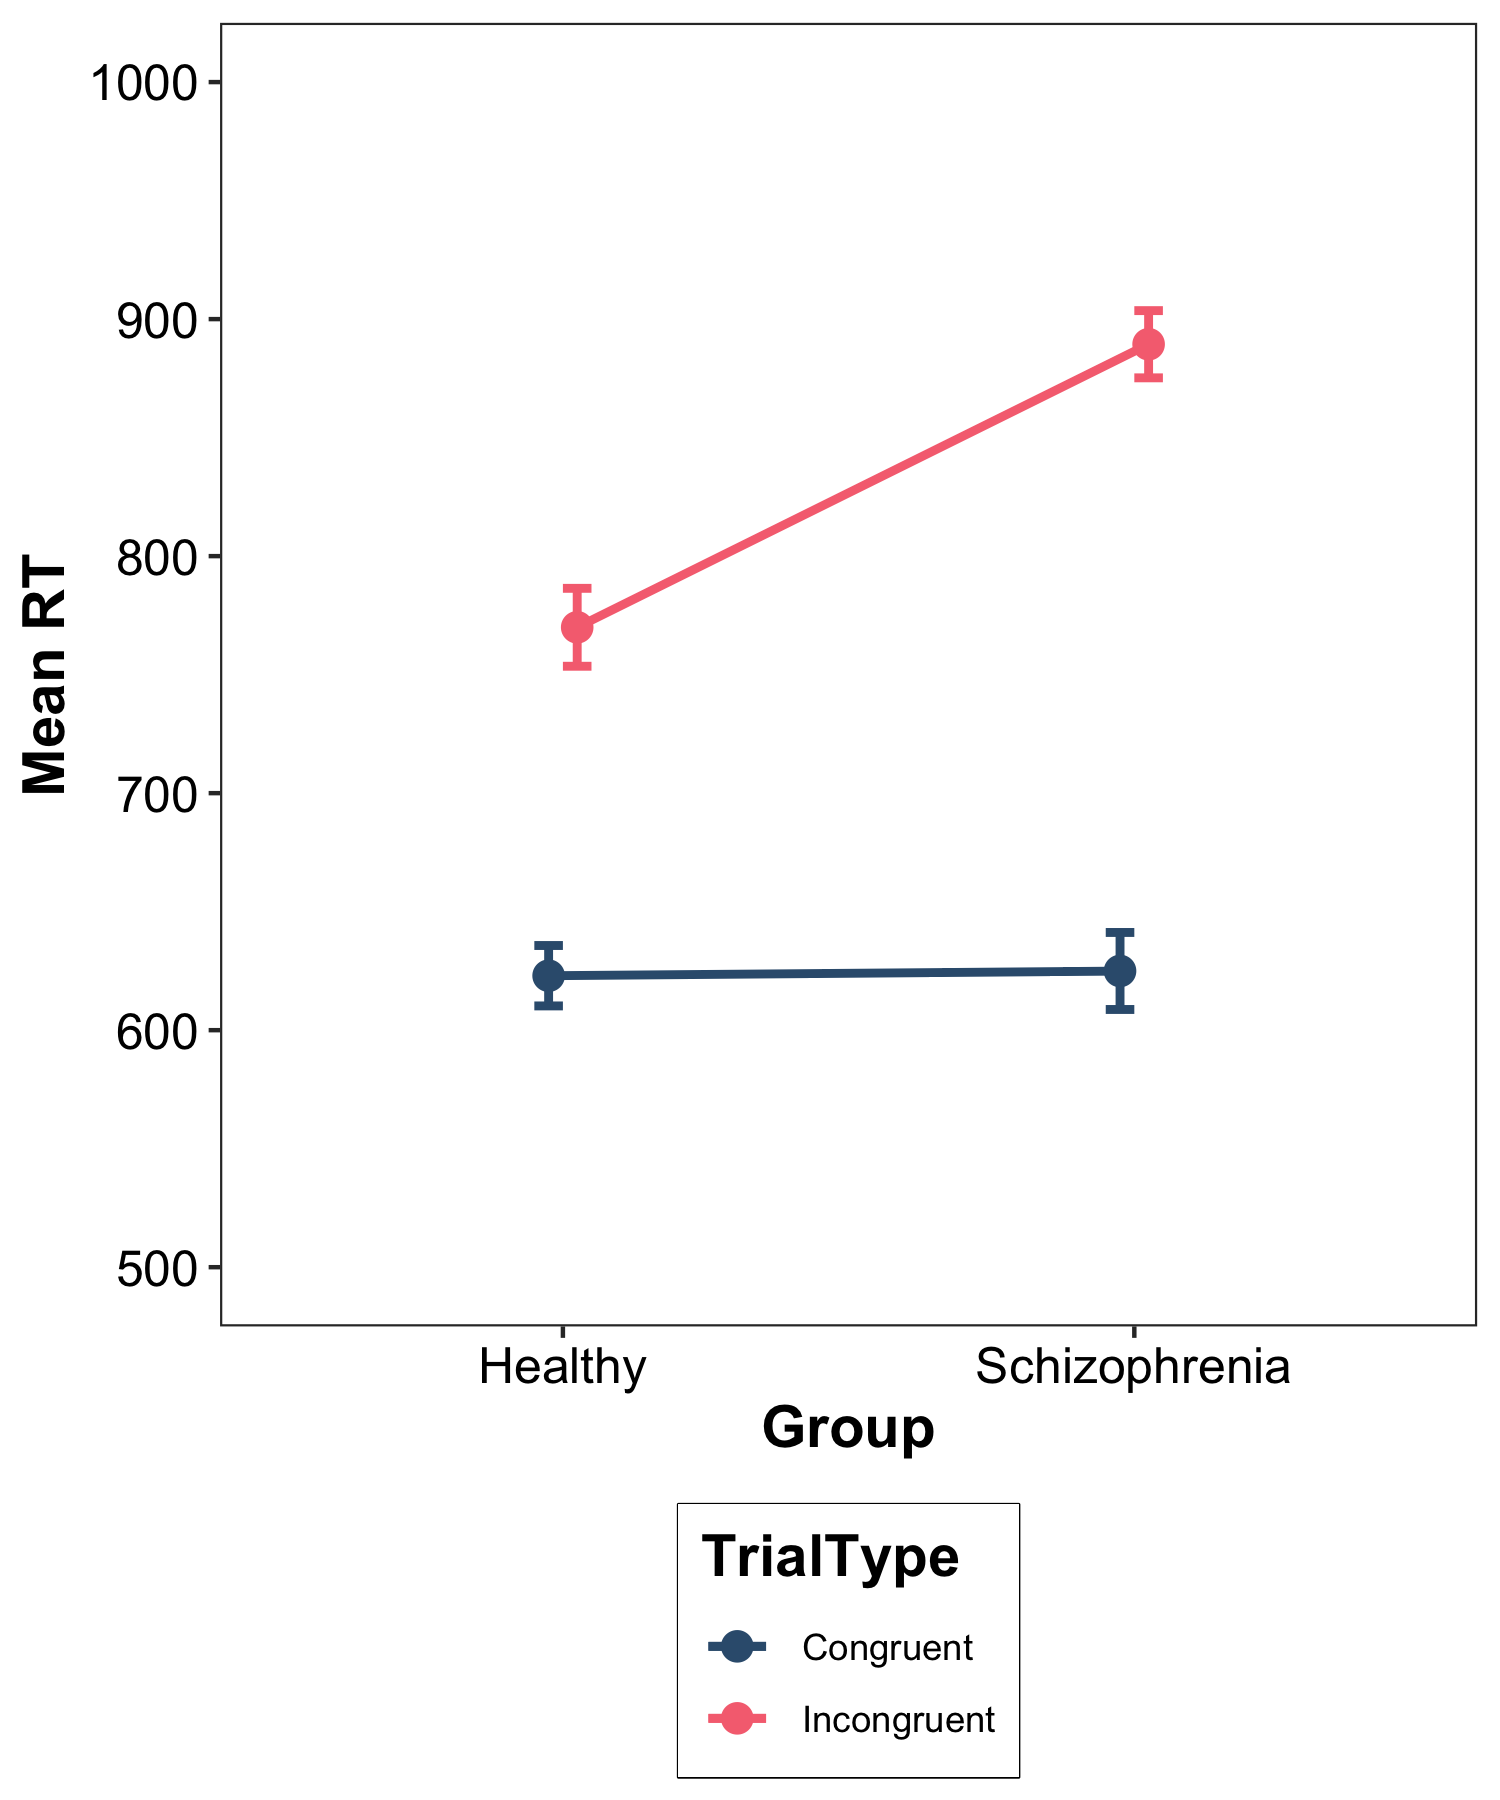 1000
900
800
700
600
500
Mean RT
Healthy Schizophrenia
Group
TrialType
Congruent
Incongruent